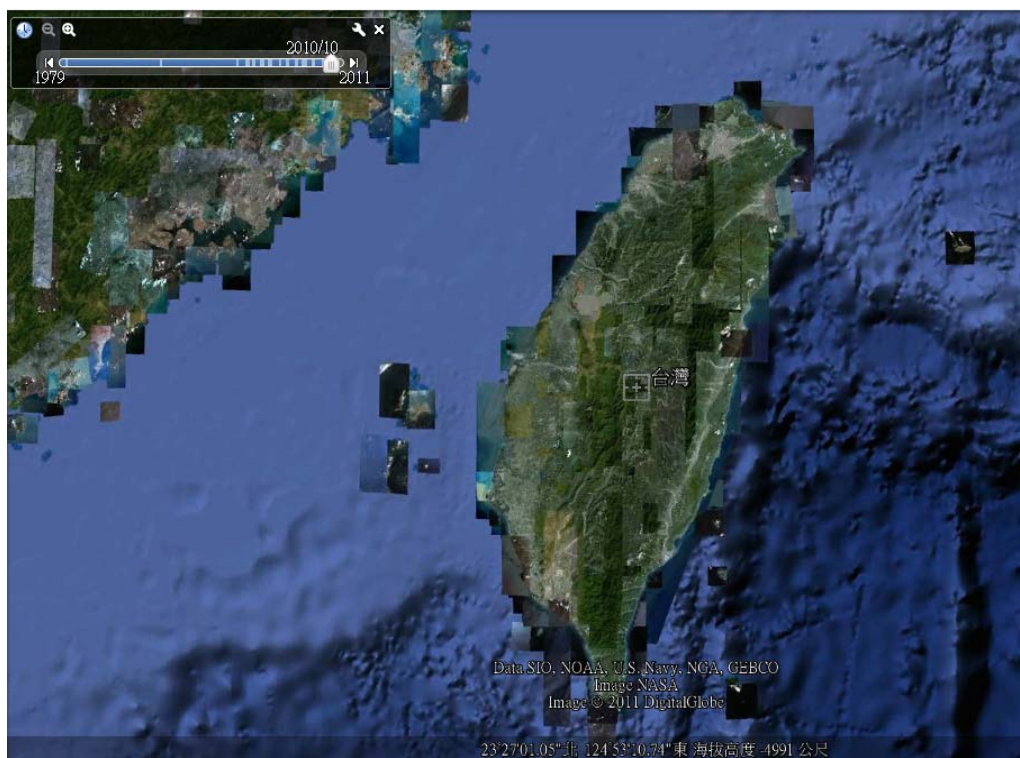 2010/10
1979
2011
台灣
Data SIO, NOAA, U.S. Navy, NGA, GEBCO
Image NASA
Image © 2011 DigitalGlobe
23°27'01.05"北 124°53'10.74"東 海拔高度 -4991 公尺